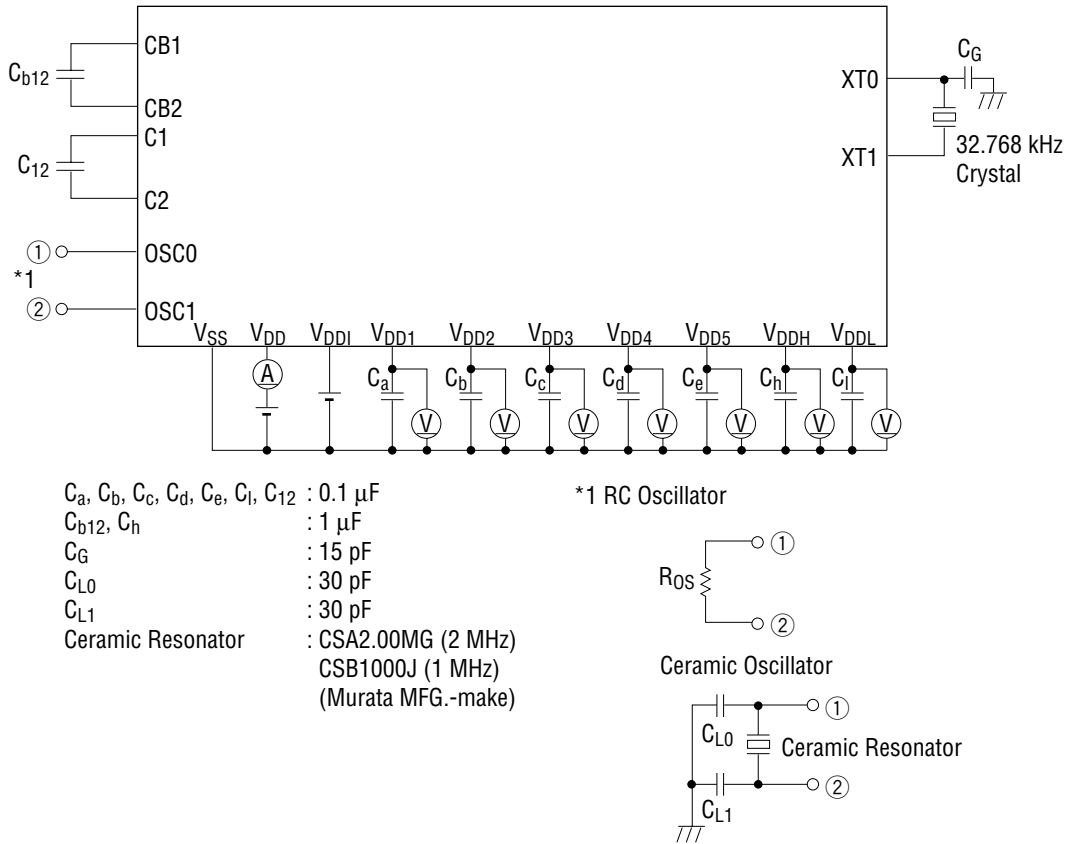 CB1
C_G
C_b12
XT0
CB2
C1
C_12
32.768 kHz
XT1
Crystal
C2
① OSC0
*1
② OSC1
V_SS V_DD V_DDI V_DD1 V_DD2 V_DD3 V_DD4 V_DD5 V_DDH V_DDL
A C_a C_b C_c C_d C_e C_h C_l
V V V V V V V
C_a, C_b, C_c, C_d, C_e, C_l, C_12 : 0.1 μF
C_b12, C_h : 1 μF
C_G : 15 pF
C_L0 : 30 pF
C_L1 : 30 pF
Ceramic Resonator : CSA2.00MG (2 MHz)
CSB1000J (1 MHz)
(Murata MFG.-make)
*1 RC Oscillator
①
R_OS
②
Ceramic Oscillator
①
C_L0
Ceramic Resonator
②
C_L1